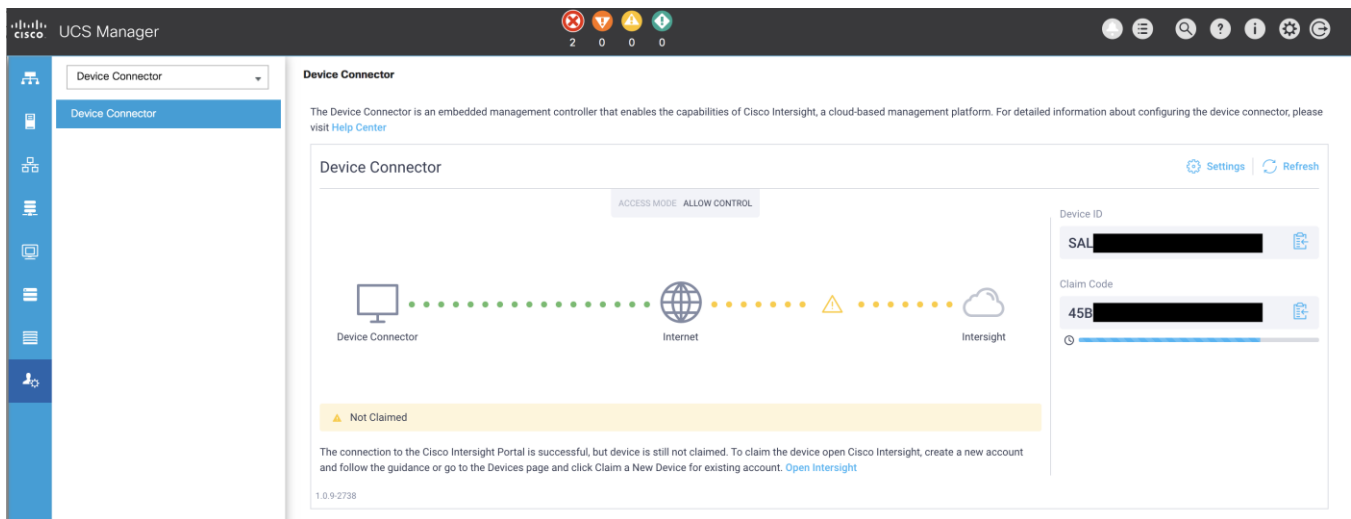 CISCO
UCS Manager
2 0 0 0
Device Connector
Device Connector
Device Connector
The Device Connector is an embedded management controller that enables the capabilities of Cisco Intersight, a cloud-based management platform. For detailed information about configuring the device connector, please
visit Help Center
Device Connector
Settings
Refresh
ACCESS MODE ALLOW CONTROL
Device ID
SAL
Claim Code
45B
Device Connector
Internet
Intersight
Not Claimed
The connection to the Cisco Intersight Portal is successful, but device is still not claimed. To claim the device open Cisco Intersight, create a new account
and follow the guidance or go to the Devices page and click Claim a New Device for existing account. Open Intersight
1.0.9-2738